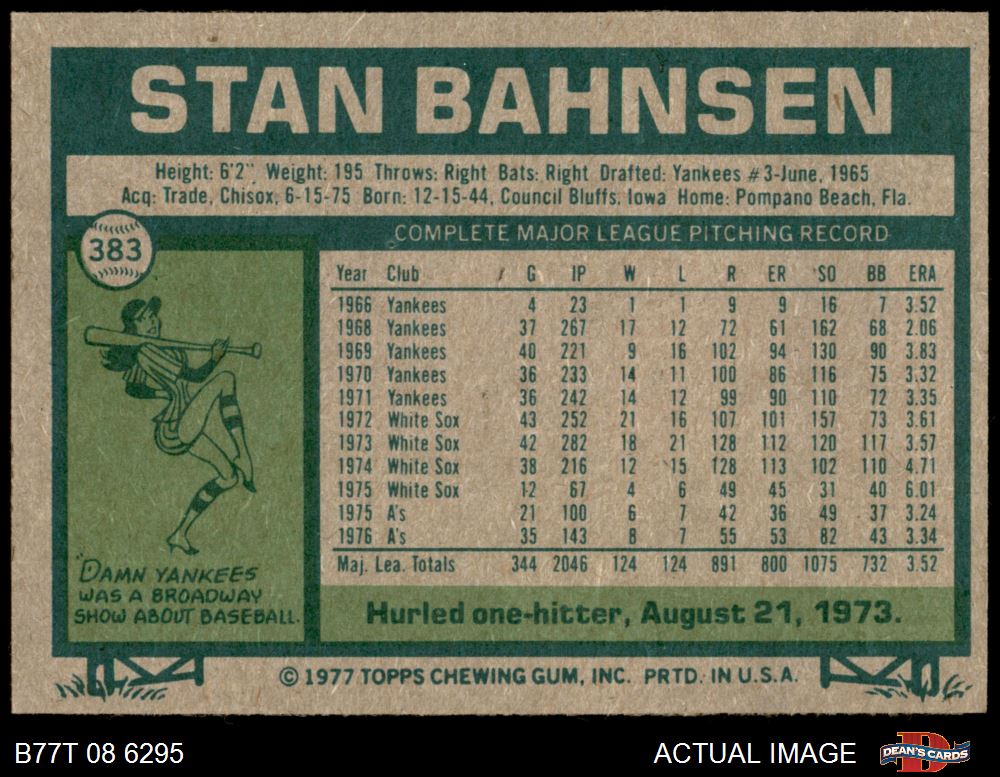 STAN BAHNSEN
Height: 6'2" Weight: 195 Throws: Right Bats: Right Drafted: Yankees #3-June, 1965
Acq: Trade, Chisox, 6-15-75 Born: 12-15-44, Council Bluffs, Iowa Home: Pompano Beach, Fla.
383
COMPLETE MAJOR LEAGUE PITCHING RECORD
Year Club G IP W L R ER SO BB ERA
1966 Yankees 4 23 1 1 9 9 16 7 3.52
1968 Yankees 37 267 17 12 72 61 162 68 2.06
1969 Yankees 40 221 9 16 102 94 130 90 3.83
1970 Yankees 36 233 14 11 100 86 116 75 3.32
1971 Yankees 36 242 14 12 99 90 110 72 3.35
1972 White Sox 43 252 21 16 107 101 157 73 3.61
1973 White Sox 42 282 18 21 128 112 120 117 3.57
1974 White Sox 38 216 12 15 128 113 102 110 4.71
1975 White Sox 12 67 4 6 49 45 31 40 6.01
1975 A's 21 100 6 7 42 36 49 37 3.24
1976 A's 35 143 8 7 55 53 82 43 3.34
Maj. Lea. Totals 344 2046 124 124 891 800 1075 732 3.52
"DAMN YANKEES
WAS A BROADWAY
SHOW ABOUT BASEBALL.
Hurled one-hitter, August 21, 1973.
© 1977 TOPPS CHEWING GUM, INC. PRTD. IN U.S.A.
B77T 08 6295
ACTUAL IMAGE
D
DEAN'S CARDS